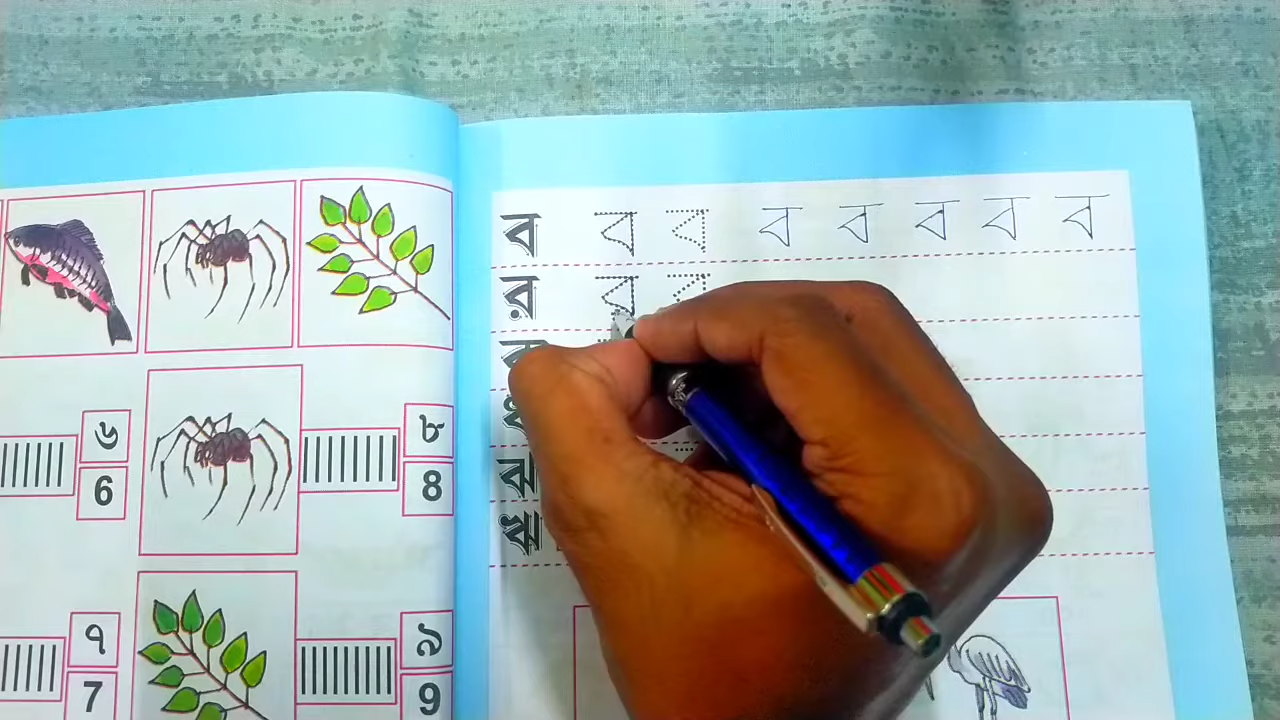 ব ব ব ব ব ব ব ব
র র র
৬ ৮
6 8
ঝ
ঋ
৭ ৯
7 9